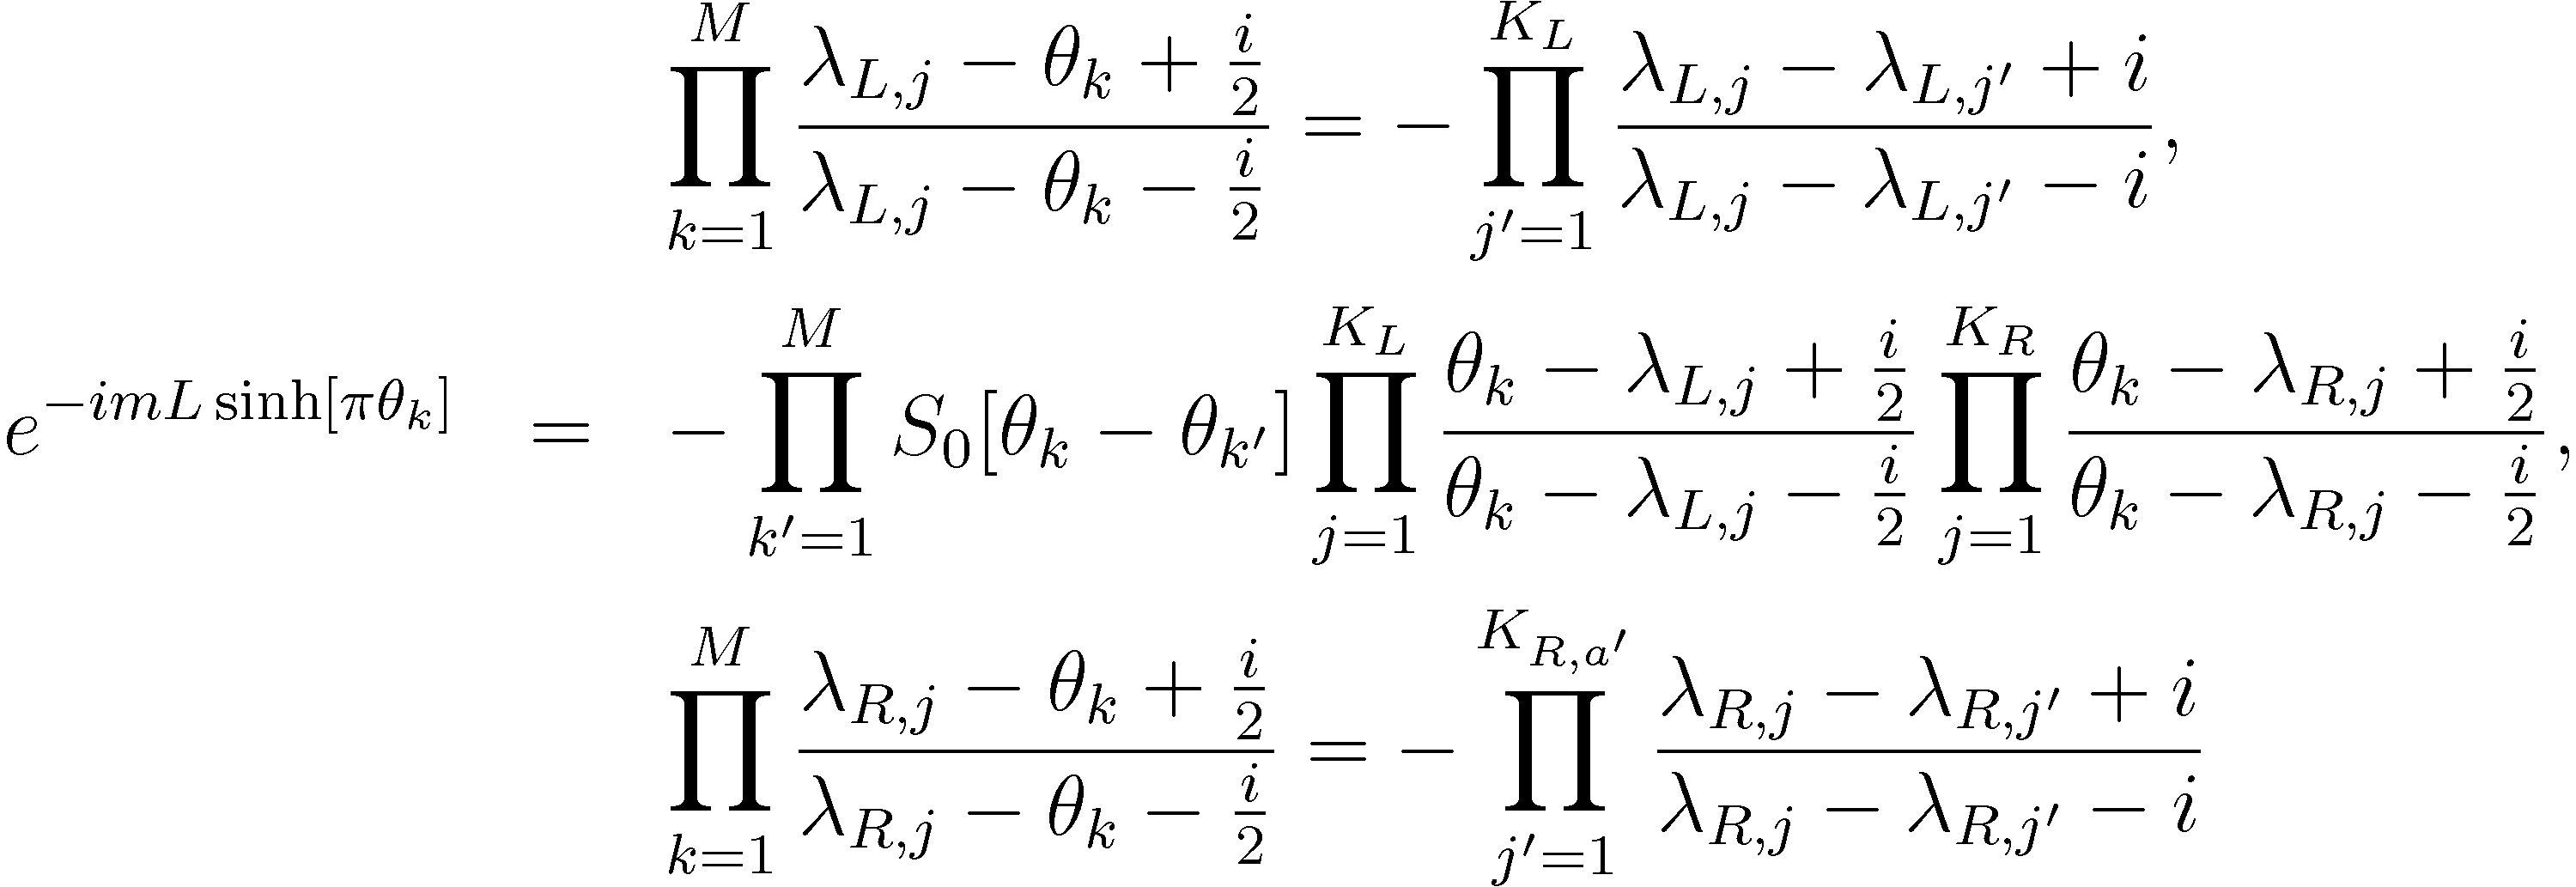 \prod_{k=1}^{M} \frac{\lambda_{L,j} - \theta_k + \frac{i}{2}}{\lambda_{L,j} - \theta_k - \frac{i}{2}} = - \prod_{j'=1}^{K_L} \frac{\lambda_{L,j} - \lambda_{L,j'} + i}{\lambda_{L,j} - \lambda_{L,j'} - i},
e^{-imL \sinh[\pi\theta_k]} = - \prod_{k'=1}^{M} S_0[\theta_k - \theta_{k'}] \prod_{j=1}^{K_L} \frac{\theta_k - \lambda_{L,j} + \frac{i}{2}}{\theta_k - \lambda_{L,j} - \frac{i}{2}} \prod_{j=1}^{K_R} \frac{\theta_k - \lambda_{R,j} + \frac{i}{2}}{\theta_k - \lambda_{R,j} - \frac{i}{2}},
\prod_{k=1}^{M} \frac{\lambda_{R,j} - \theta_k + \frac{i}{2}}{\lambda_{R,j} - \theta_k - \frac{i}{2}} = - \prod_{j'=1}^{K_{R,a'}} \frac{\lambda_{R,j} - \lambda_{R,j'} + i}{\lambda_{R,j} - \lambda_{R,j'} - i}